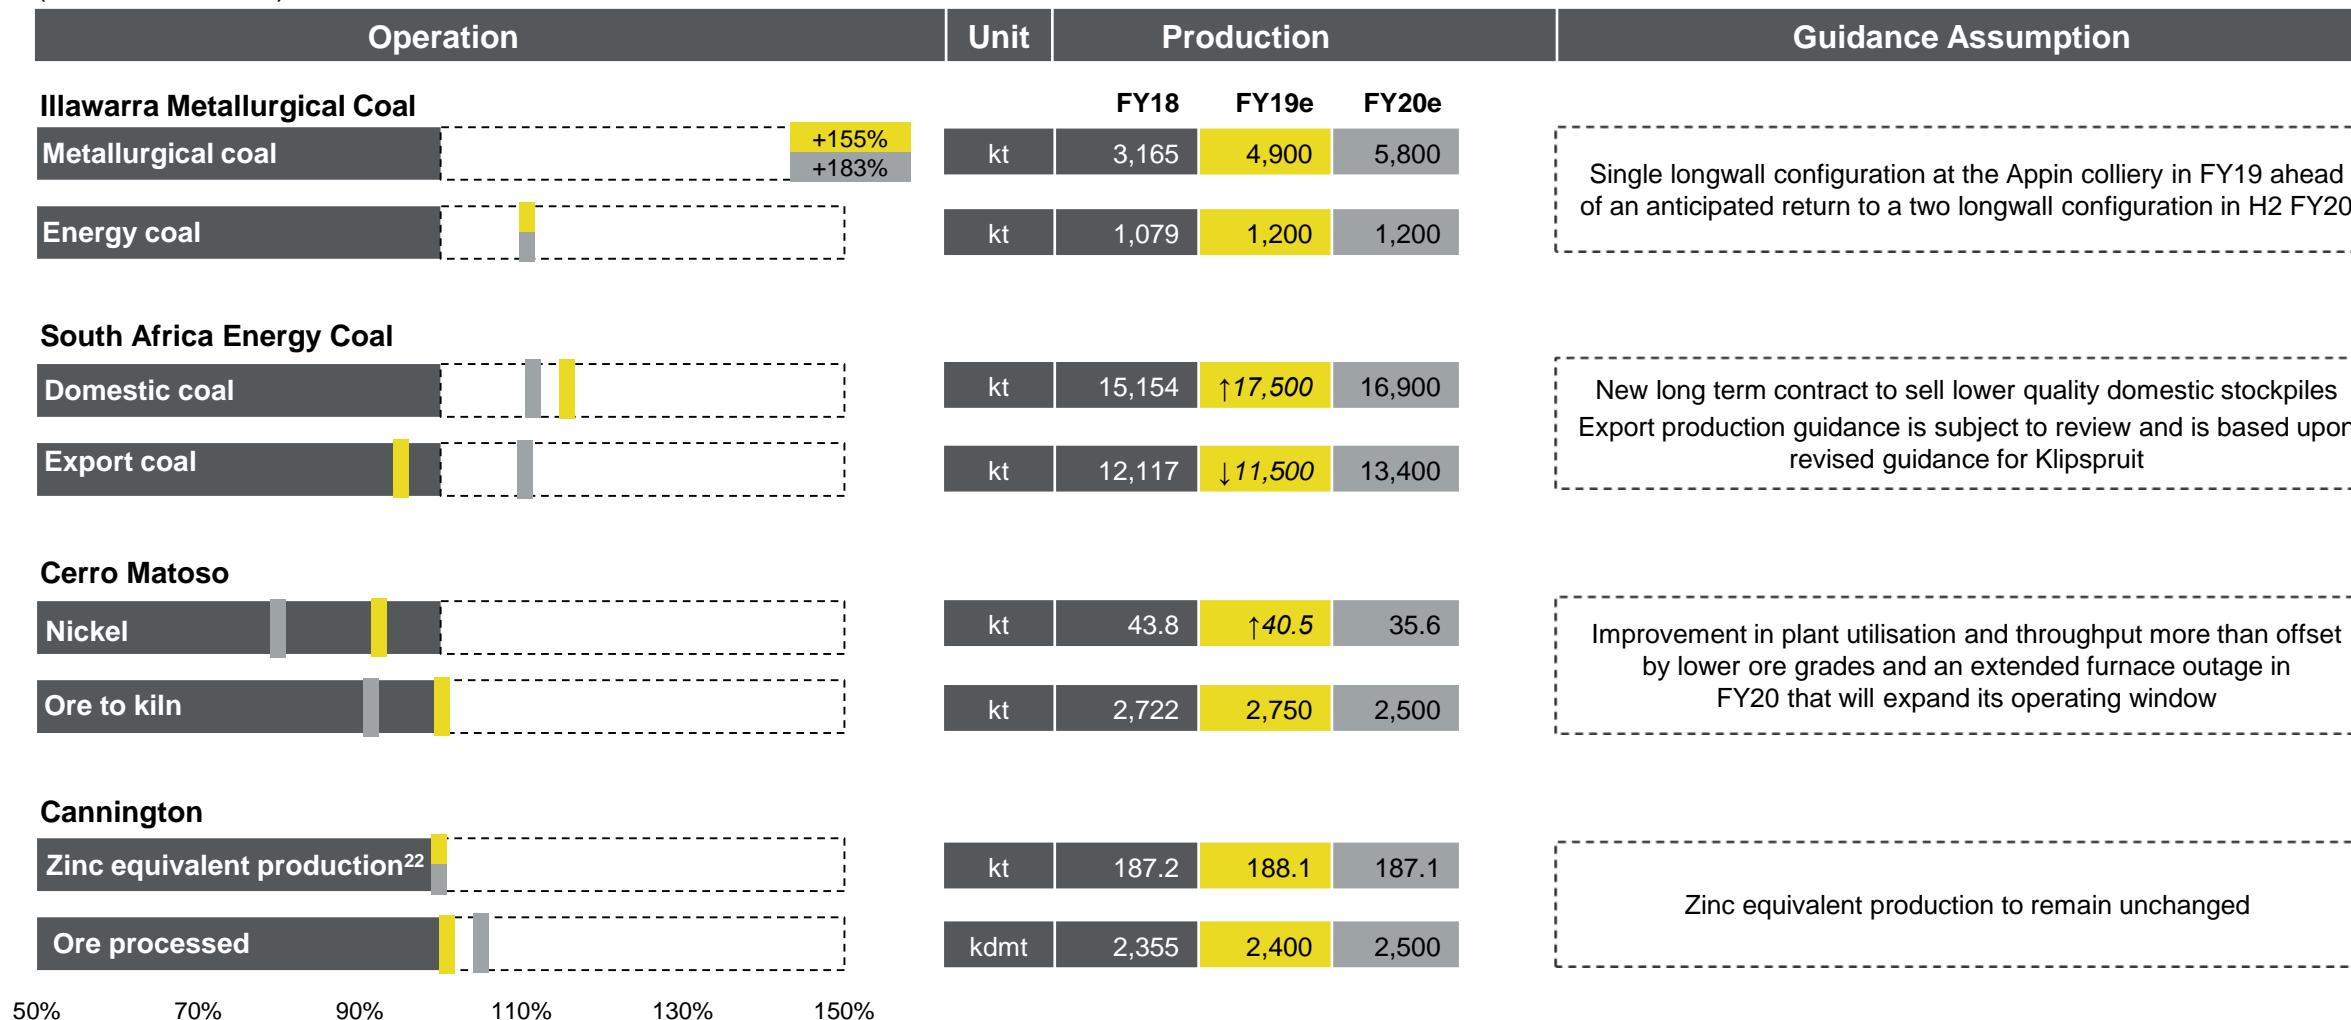 Operation Unit Production Guidance Assumption
Illawarra Metallurgical Coal FY18 FY19e FY20e
Metallurgical coal +155% kt 3,165 4,900 5,800
+183%
Single longwall configuration at the Appin colliery in FY19 ahead
of an anticipated return to a two longwall configuration in H2 FY20
Energy coal kt 1,079 1,200 1,200
South Africa Energy Coal
Domestic coal kt 15,154 ↑17,500 16,900
New long term contract to sell lower quality domestic stockpiles
Export production guidance is subject to review and is based upon
revised guidance for Klipspruit
Export coal kt 12,117 ↓11,500 13,400
Cerro Matoso
Nickel kt 43.8 ↑40.5 35.6
Improvement in plant utilisation and throughput more than offset
by lower ore grades and an extended furnace outage in
FY20 that will expand its operating window
Ore to kiln kt 2,722 2,750 2,500
Cannington
Zinc equivalent production²² kt 187.2 188.1 187.1
Zinc equivalent production to remain unchanged
Ore processed kdmt 2,355 2,400 2,500
50% 70% 90% 110% 130% 150%